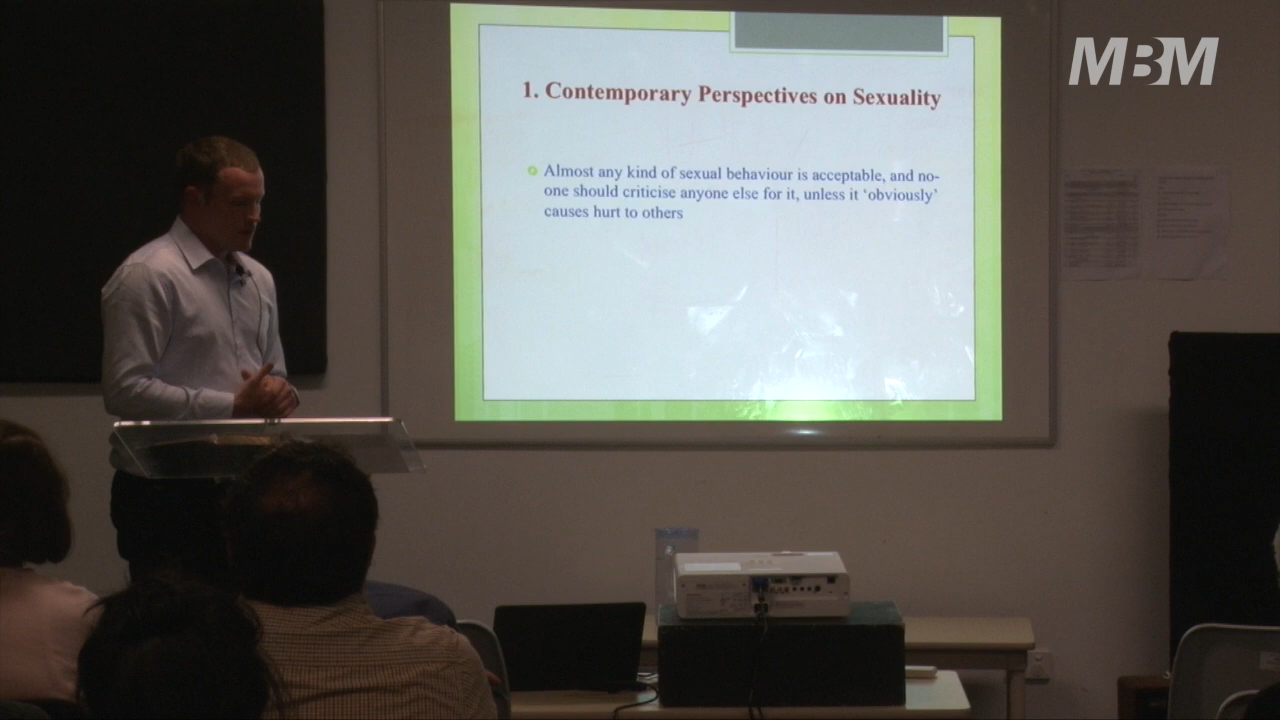 MBM
1. Contemporary Perspectives on Sexuality
Almost any kind of sexual behaviour is acceptable, and no-
one should criticise anyone else for it, unless it ‘obviously’
causes hurt to others